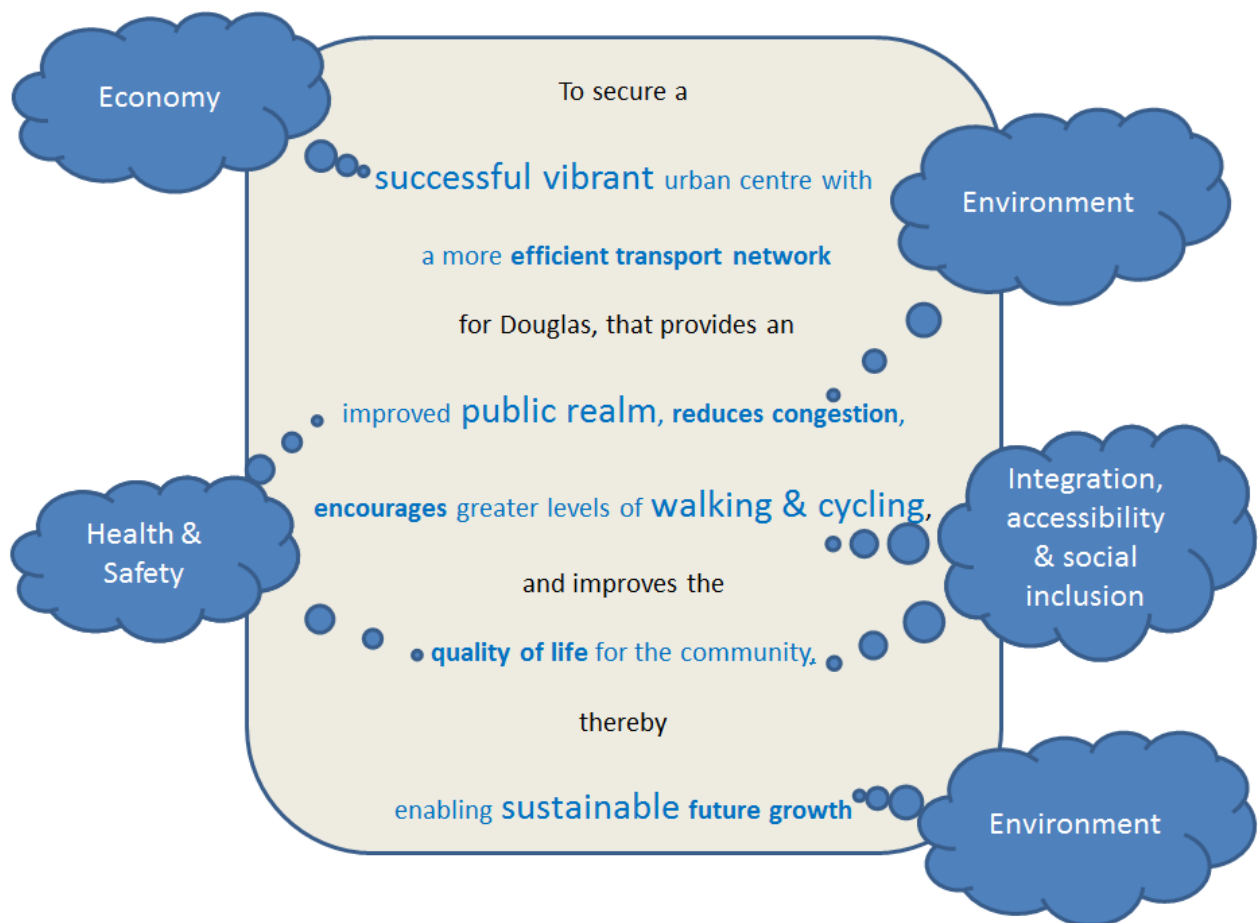 Economy
To secure a
successful vibrant urban centre with
Environment
a more efficient transport network
for Douglas, that provides an
improved public realm, reduces congestion,
Integration,
accessibility
& social
inclusion
encourages greater levels of walking & cycling,
Health &
Safety
and improves the
quality of life for the community,
thereby
enabling sustainable future growth
Environment